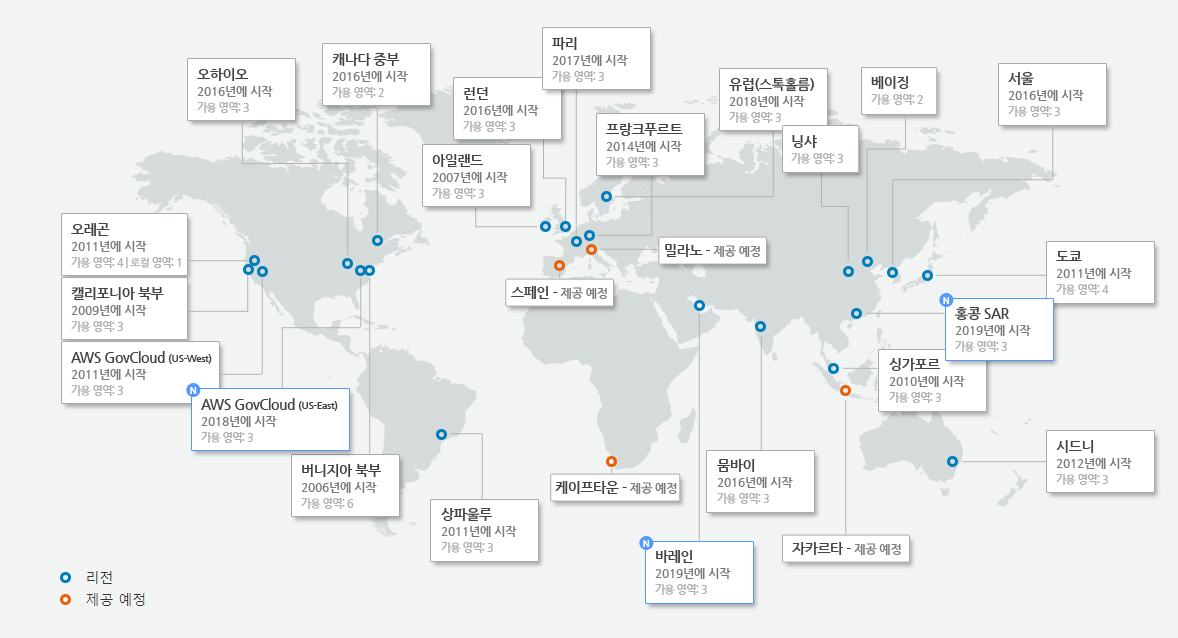 파리
2017년에 시작
가용 영역: 3
캐나다 중부
2016년에 시작
가용 영역: 2
오하이오
2016년에 시작
가용 영역: 3
런던
2016년에 시작
가용 영역: 3
유럽(스톡홀름)
2018년에 시작
가용 영역: 3
베이징
가용 영역: 2
서울
2016년에 시작
가용 영역: 3
프랑크푸르트
2014년에 시작
가용 영역: 3
닝샤
가용 영역: 3
아일랜드
2007년에 시작
가용 영역: 3
오레곤
2011년에 시작
가용 영역: 4 | 로컬 영역: 1
밀라노 - 제공 예정
도쿄
2011년에 시작
가용 영역: 4
캘리포니아 북부
2009년에 시작
가용 영역: 3
스페인 - 제공 예정
N
홍콩 SAR
2019년에 시작
가용 영역: 3
AWS GovCloud (US-West)
2011년에 시작
가용 영역: 3
싱가포르
2010년에 시작
가용 영역: 3
N
AWS GovCloud (US-East)
2018년에 시작
가용 영역: 3
버니지아 북부
2006년에 시작
가용 영역: 6
케이프타운 - 제공 예정
뭄바이
2016년에 시작
가용 영역: 3
시드니
2012년에 시작
가용 영역: 3
상파울루
2011년에 시작
가용 영역: 3
N
바레인
2019년에 시작
가용 영역: 3
자카르타 - 제공 예정
리전
제공 예정